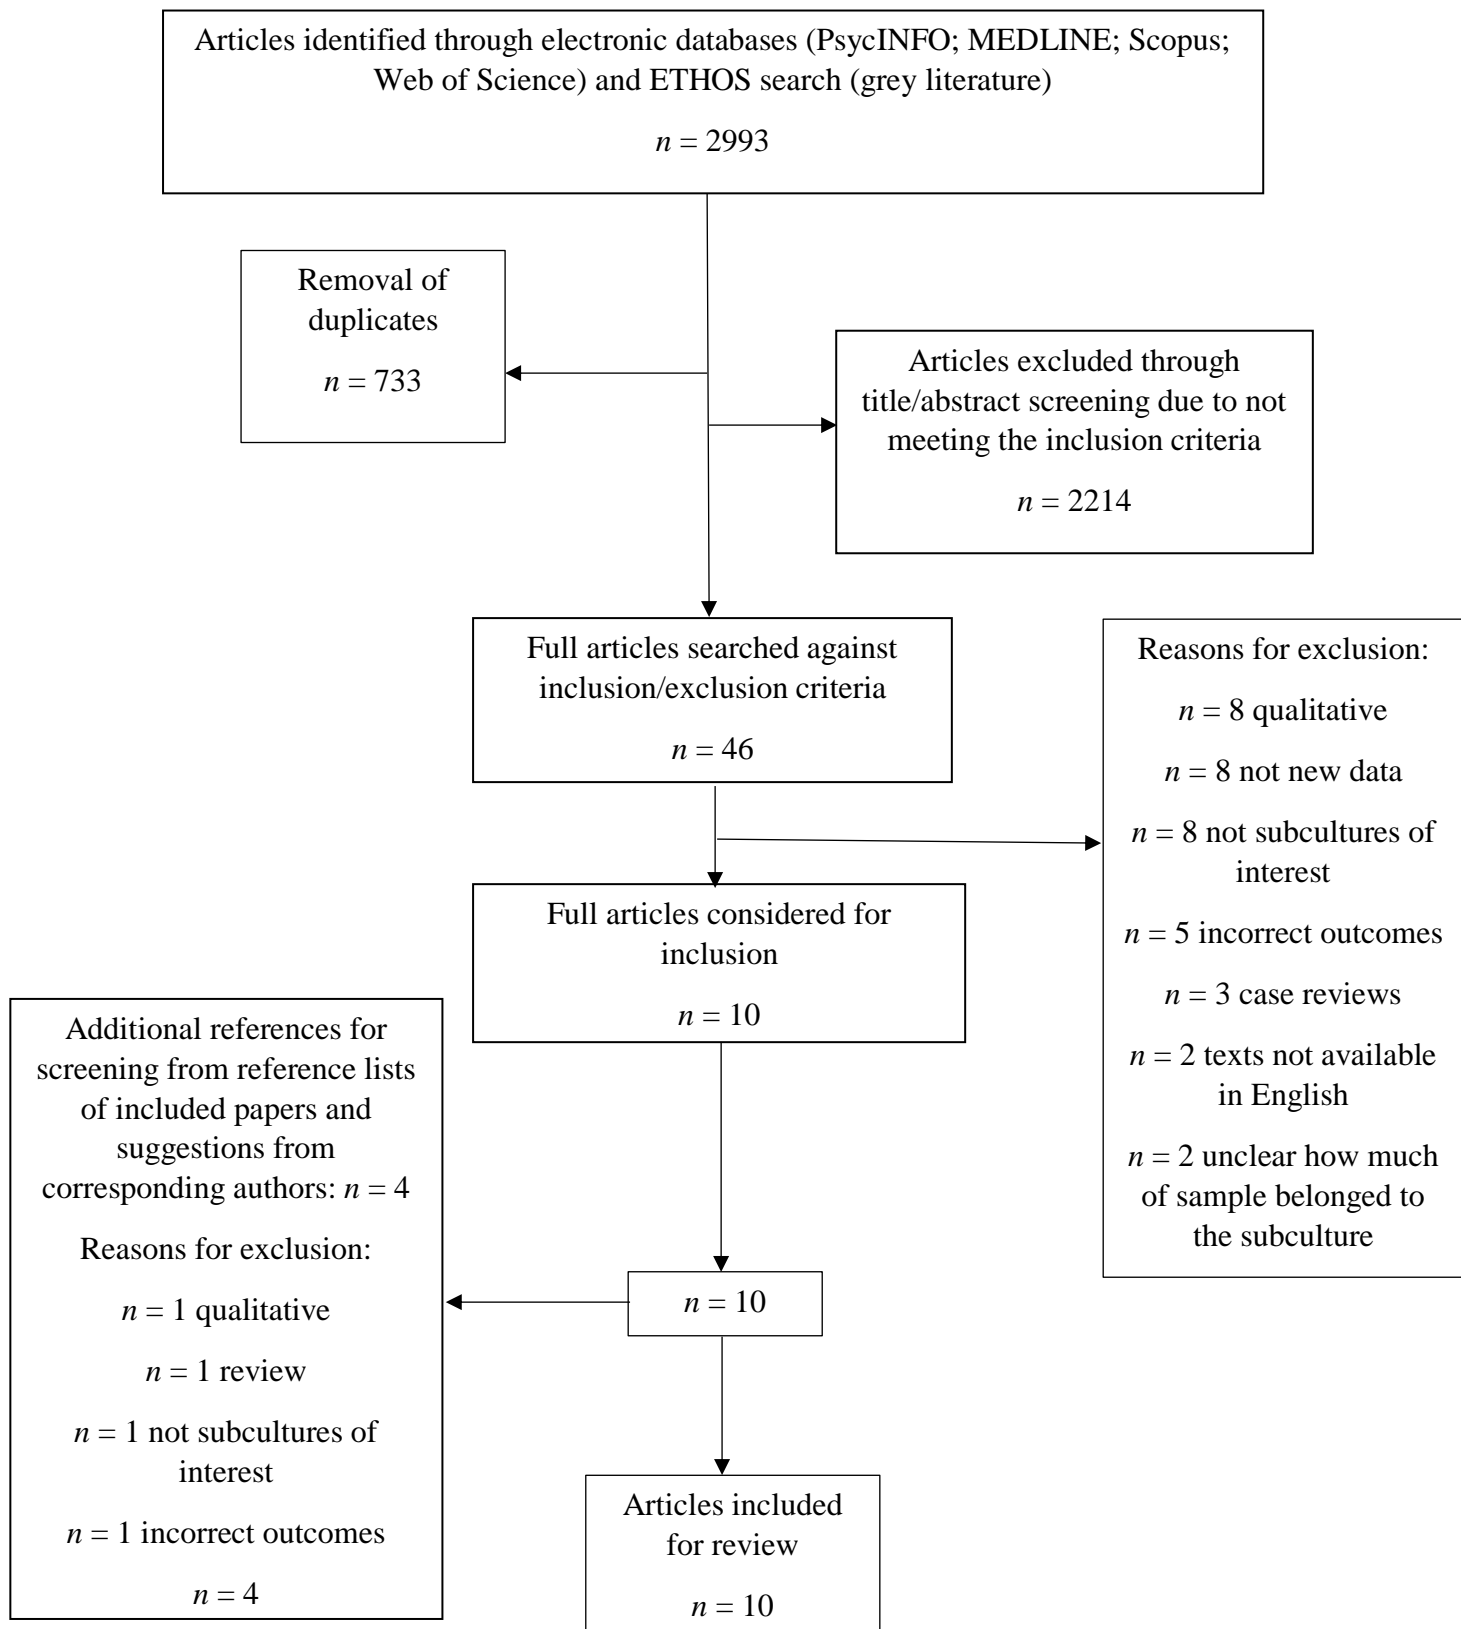 Articles identified through electronic databases (PsycINFO; MEDLINE; Scopus;
Web of Science) and ETHOS search (grey literature)
n = 2993
Removal of
duplicates
n = 733
Articles excluded through
title/abstract screening due to not
meeting the inclusion criteria
n = 2214
Full articles searched against
inclusion/exclusion criteria
n = 46
Reasons for exclusion:
n = 8 qualitative
n = 8 not new data
n = 8 not subcultures of
interest
n = 5 incorrect outcomes
n = 3 case reviews
n = 2 texts not available
in English
n = 2 unclear how much
of sample belonged to
the subculture
Full articles considered for
inclusion
n = 10
Additional references for
screening from reference lists
of included papers and
suggestions from
corresponding authors: n = 4
Reasons for exclusion:
n = 1 qualitative
n = 1 review
n = 1 not subcultures of
interest
n = 1 incorrect outcomes
n = 4
n = 10
Articles included
for review
n = 10